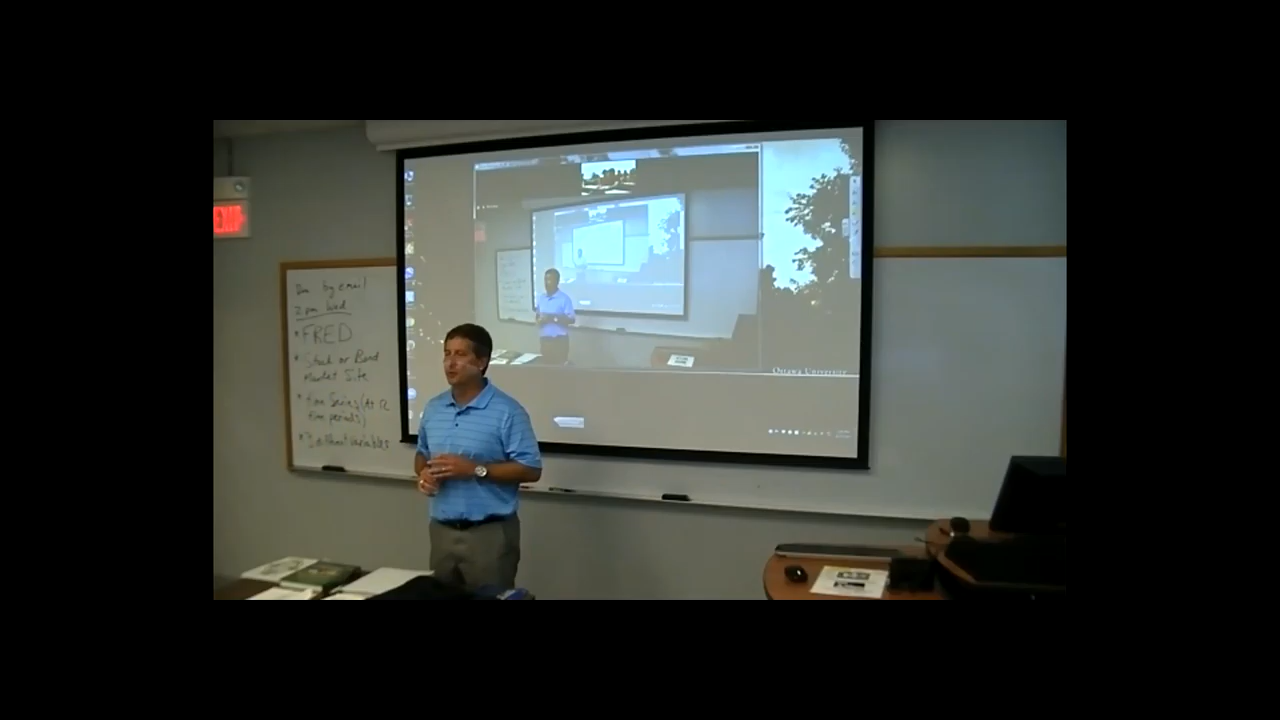 EXIT
by email
2pm Wed
* FRED
* Stock or Bond
Market Site
* time Series (At 12
time periods)
* 3 different variables
OTTAWA UNIVERSITY